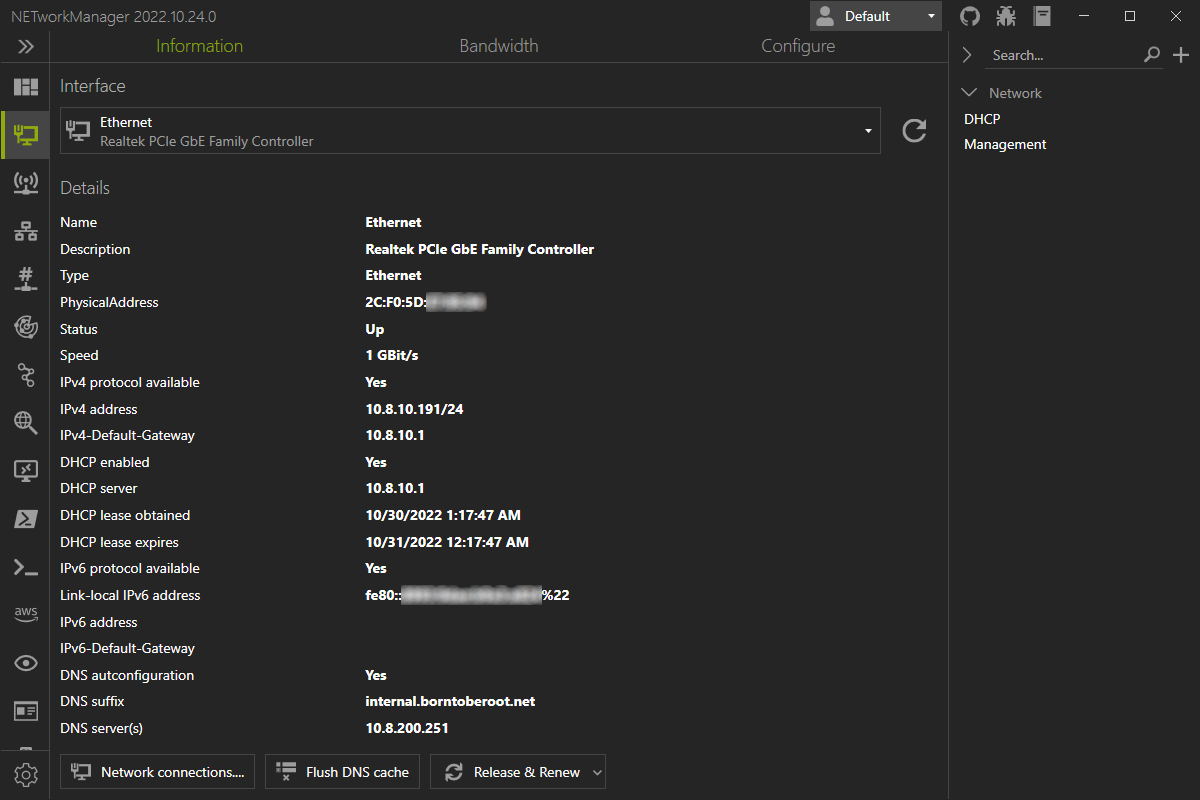 NETworkManager 2022.10.24.0
Default
Information Bandwidth Configure
Search...
Interface
Network
Ethernet
Realtek PCIe GbE Family Controller
DHCP
Management
Details
Name Ethernet
Description Realtek PCIe GbE Family Controller
Type Ethernet
PhysicalAddress 2C:F0:5D:
Status Up
Speed 1 GBit/s
IPv4 protocol available Yes
IPv4 address 10.8.10.191/24
IPv4-Default-Gateway 10.8.10.1
DHCP enabled Yes
DHCP server 10.8.10.1
DHCP lease obtained 10/30/2022 1:17:47 AM
DHCP lease expires 10/31/2022 12:17:47 AM
IPv6 protocol available Yes
Link-local IPv6 address fe80:: %22
IPv6 address
IPv6-Default-Gateway
DNS autconfiguration Yes
DNS suffix internal.borntoberoot.net
DNS server(s) 10.8.200.251
aws
Network connections.... Flush DNS cache Release & Renew